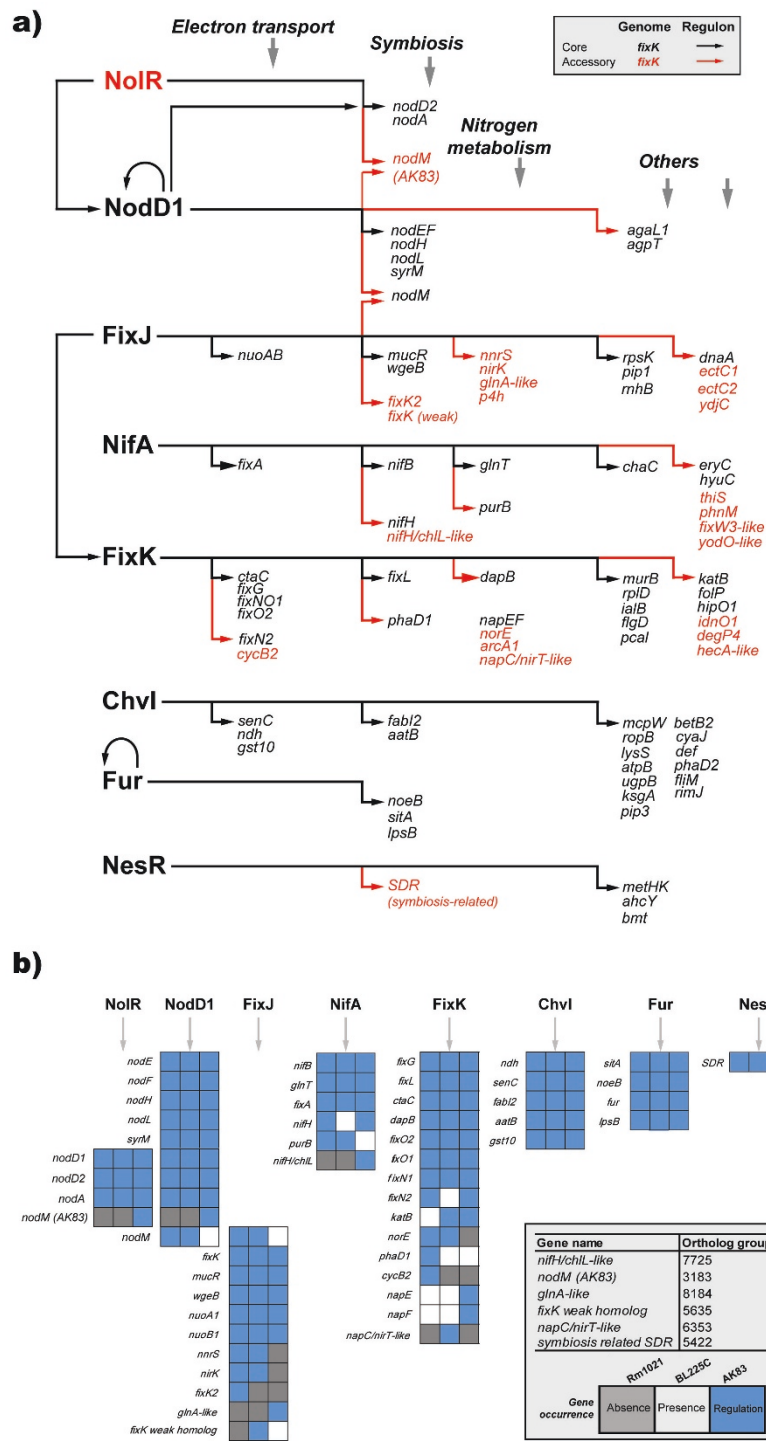 a)
Electron transport
Symbiosis
Nitrogen
metabolism
Others
Genome Regulon
Core fixK
Accessory fixK
NolR
nodD2
nodA
nodM
(AK83)
NodD1
agaL1
agpT
nodEF
nodH
nodL
syrM
nodM
FixJ
nuoAB
mucR
wgeB
fixK2
fixK (weak)
nnrS
nirK
glnA-like
p4h
rpsK
pip1
rnhB
dnaA
ectC1
ectC2
ydjC
NifA
fixA
nifB
nifH
nifH/chlL-like
glnT
purB
chaC
eryC
hyuC
thiS
phnM
fixW3-like
yodO-like
FixK
ctaC
fixG
fixNO1
fixO2
fixN2
cycB2
fixL
phaD1
dapB
napEF
norE
arcA1
napC/nirT-like
murB
rplD
ialB
flgD
pcaI
katB
folP
hipO1
idnO1
degP4
hecA-like
ChvI
senC
ndh
gst10
fabI2
aatB
mcpW betB2
ropB cyaJ
lysS def
atpB phaD2
ugpB fliM
ksgA rimJ
pip3
Fur
noeB
sitA
lpsB
NesR
SDR
(symbiosis-related)
metHK
ahcY
bmt
b)
NolR NodD1 FixJ NifA FixK ChvI Fur Nes
nodE
nodF
nodH
nodL
syrM
nodD1
nodD2
nodA
nodM (AK83)
nodM
fixK
mucR
wgeB
nuoA1
nuoB1
nnrS
nirK
fixK2
glnA-like
fixK weak homolog
nifB
glnT
fixA
nifH
purB
nifH/chlL
fixG
fixL
ctaC
dapB
fixO2
fixO1
fixN1
fixN2
katB
norE
phaD1
cycB2
napE
napF
napC/nirT-like
ndh
senC
fabI2
aatB
gst10
sitA
noeB
fur
lpsB
SDR
Gene name Ortholog group
nifH/chlL-like 7725
nodM (AK83) 3183
glnA-like 8184
fixK weak homolog 5635
napC/nirT-like 6353
symbiosis related SDR 5422
Rm1021 BL225C AK83
Gene
occurrence
Absence Presence Regulation